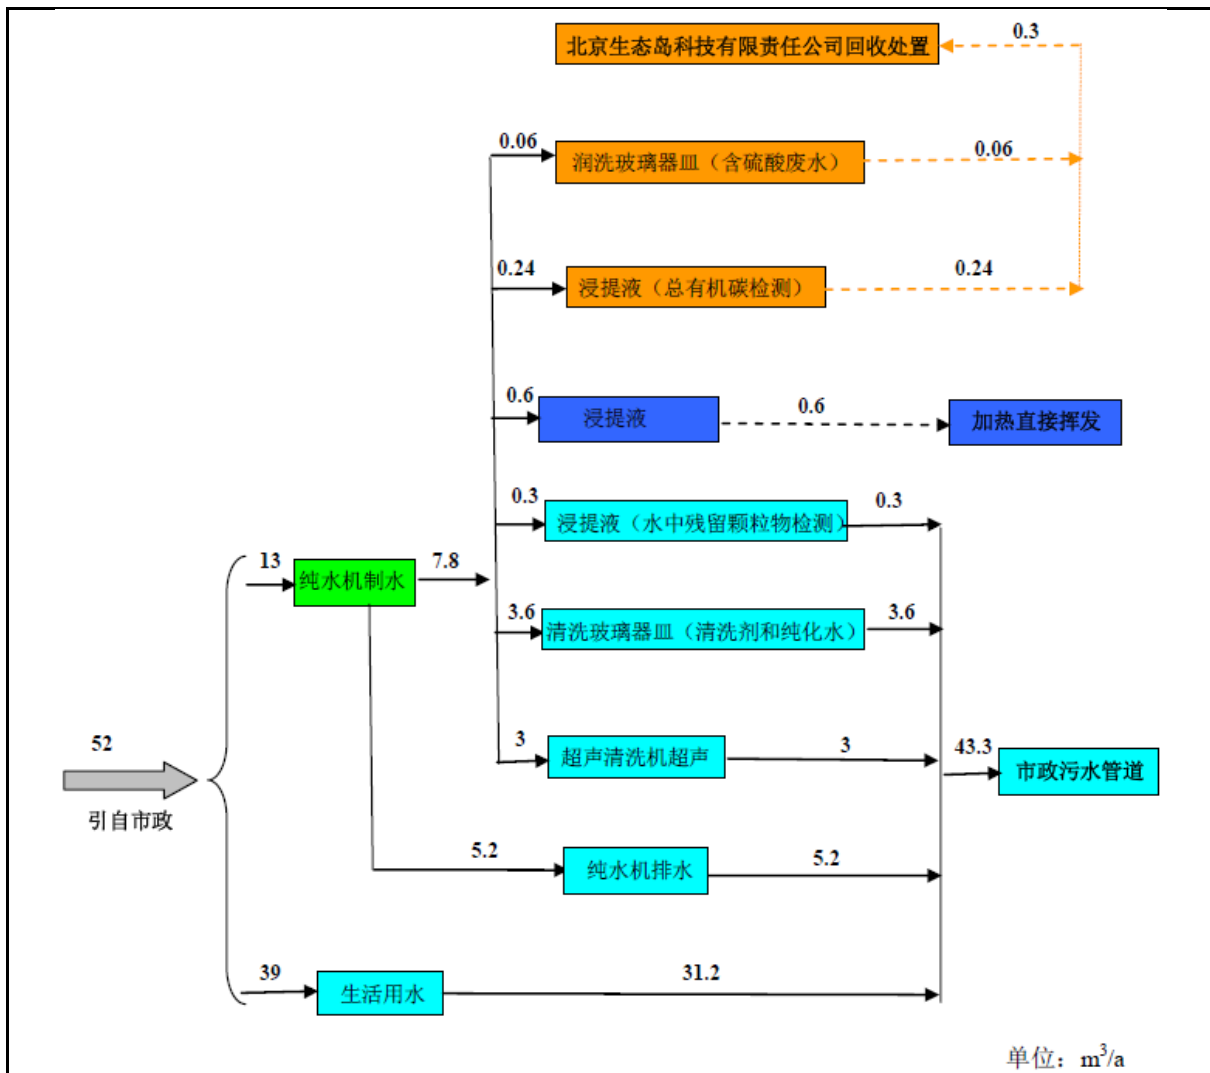 北京生态岛科技有限责任公司回收处置
0.3
0.06
润洗玻璃器皿（含硫酸废水）
0.06
0.24
浸提液（总有机碳检测）
0.24
0.6
浸提液
0.6
加热直接挥发
0.3
浸提液（水中残留颗粒物检测）
0.3
13
纯水机制水
7.8
3.6
清洗玻璃器皿（清洗剂和纯化水）
3.6
52
引自市政
3
超声清洗机超声
3
43.3
市政污水管道
5.2
纯水机排水
5.2
39
生活用水
31.2
单位：m³/a